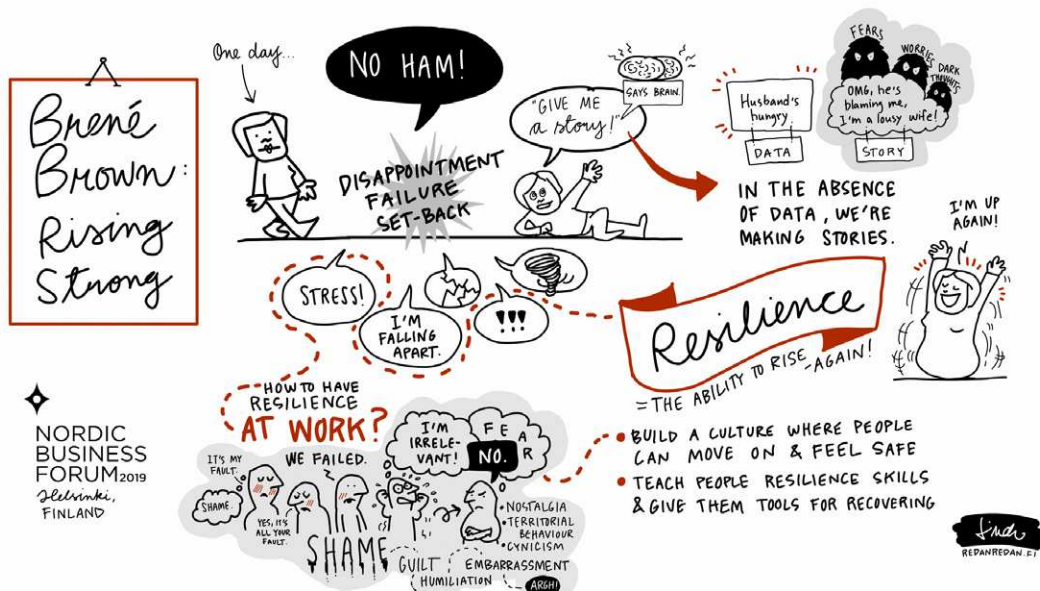 Brené
Brown:
Rising
Strong
One day...
NO HAM!
DISAPPOINTMENT
FAILURE
SET-BACK
"GIVE ME
a story!"
SAYS BRAIN.
Husband's
hungry
DATA
FEARS
WORRIES
DARK
THOUGHTS
OMG, he's
blaming me,
I'm a lousy wife!
STORY
IN THE ABSENCE
OF DATA, WE'RE
MAKING STORIES.
I'M UP
AGAIN!
STRESS!
I'M
FALLING
APART.
!!!
Resilience
=THE ABILITY TO RISE -AGAIN!
HOW TO HAVE
RESILIENCE
AT WORK?
IT'S MY
FAULT.
SHAME.
YES, IT'S
ALL YOUR
FAULT.
WE FAILED.
SHAME
I'M
IRRELE-
VANT!
FEAR
NO.
• NOSTALGIA
• TERRITORIAL
BEHAVIOUR
• CYNICISM
GUILT
HUMILIATION
EMBARRASSMENT
ARGH!
• BUILD A CULTURE WHERE PEOPLE
CAN MOVE ON & FEEL SAFE
• TEACH PEOPLE RESILIENCE SKILLS
& GIVE THEM TOOLS FOR RECOVERING
NORDIC
BUSINESS
FORUM 2019
Helsinki,
FINLAND
REDANREDAN.FI